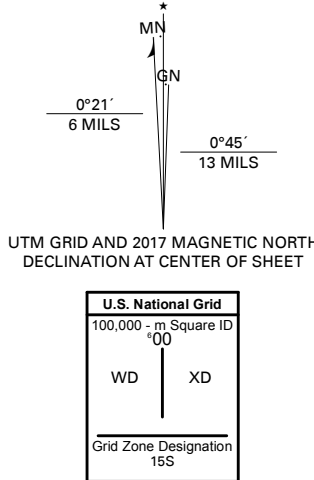 ★
MN
GN
0°21´
6 MILS
0°45´
13 MILS
UTM GRID AND 2017 MAGNETIC NORTH
DECLINATION AT CENTER OF SHEET
U.S. National Grid
100,000 - m Square ID
⁶00
WD XD
Grid Zone Designation
15S